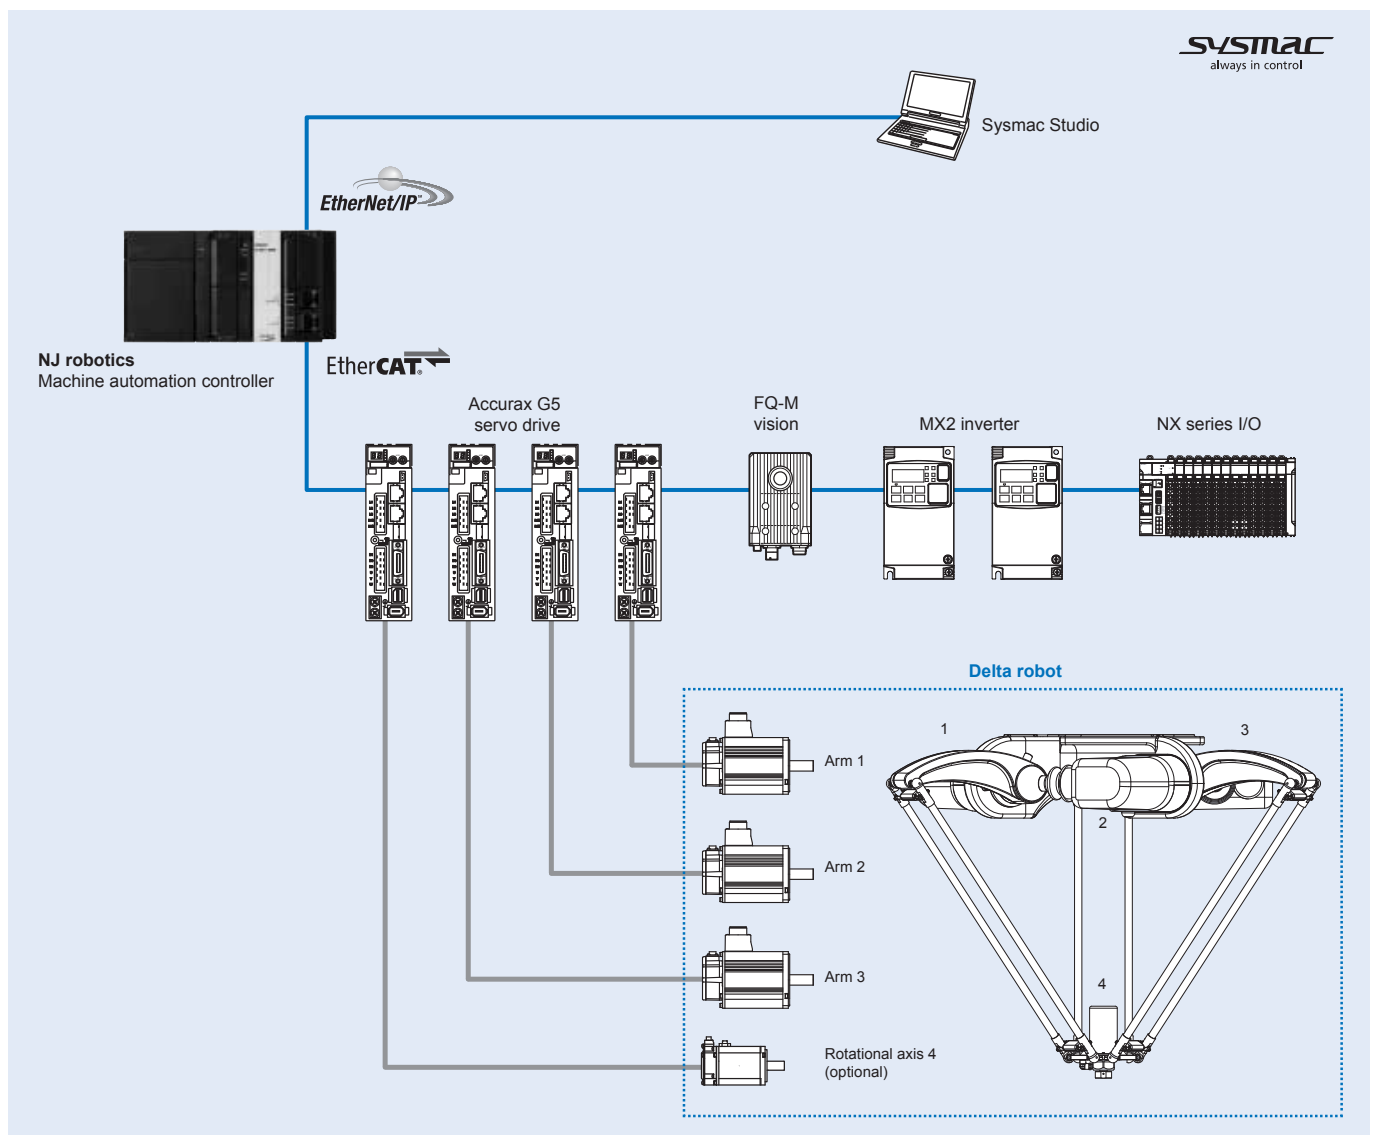 sysmac
always in control
Sysmac Studio
EtherNet/IP™
NJ robotics
Machine automation controller
EtherCAT®
Accurax G5
servo drive
FQ-M
vision
MX2 inverter
NX series I/O
Delta robot
1
3
Arm 1
2
Arm 2
Arm 3
4
Rotational axis 4
(optional)